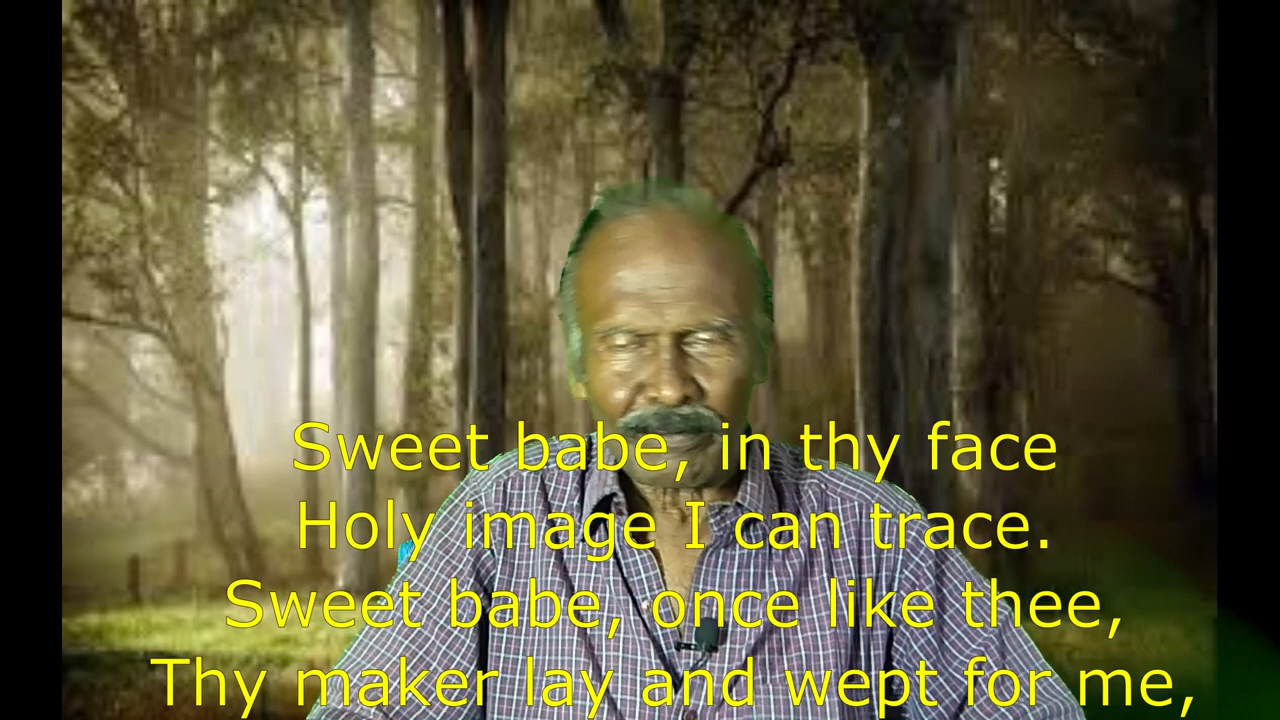 Sweet babe, in thy face
Holy image I can trace.
Sweet babe, once like thee,
Thy maker lay and wept for me,